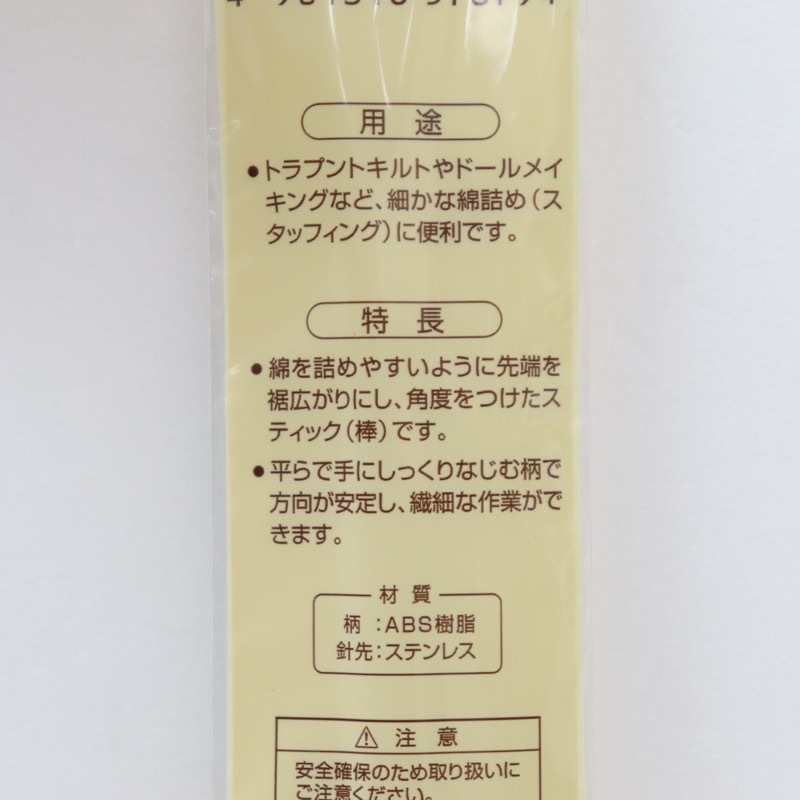 用途
●トラプントキルトやドールメイ
キングなど、細かな綿詰め（ス
タッフィング）に便利です。
特長
●綿を詰めやすいように先端を
裾広がりにし、角度をつけたス
ティック（棒）です。
●平らで手にしっくりなじむ柄で
方向が安定し、繊細な作業がで
きます。
材質
柄：ABS樹脂
針先：ステンレス
⚠注意
安全確保のため取り扱いに
ご注意ください。